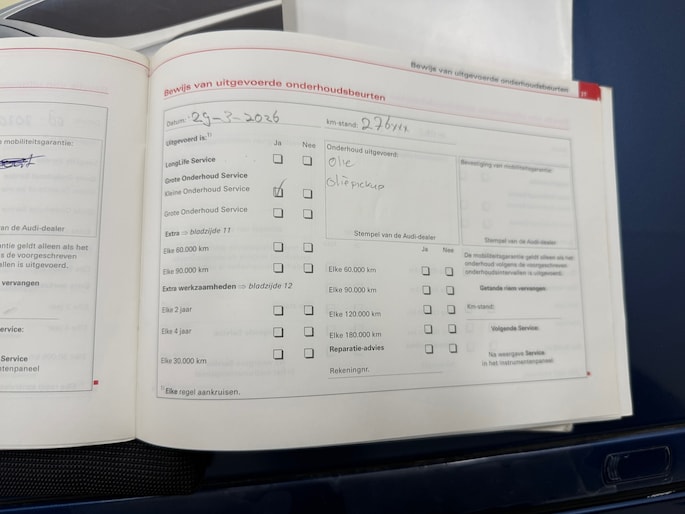 Bewijs van uitgevoerde onderhoudsbeurten
Bewijs van uitgevoerde onderhoudsbeurten
Datum: 29-3-2026
km-stand: 276xxx
Uitgevoerd is: 1)
Ja Nee
LongLife Service
Grote Onderhoud Service
Kleine Onderhoud Service
Grote Onderhoud Service
Extra ⇒ bladzijde 11
Elke 60.000 km
Elke 90.000 km
Extra werkzaamheden ⇒ bladzijde 12
Elke 2 jaar
Elke 4 jaar
Elke 30.000 km
1) Elke regel aankruisen.
Onderhoud uitgevoerd:
Olie
Oliepickup
Stempel van de Audi-dealer
Ja Nee
Elke 60.000 km
Elke 90.000 km
Elke 120.000 km
Elke 180.000 km
Reparatie-advies
Rekeningnr.
Bevestiging van mobiliteitsgarantie:
Stempel van de Audi-dealer
De mobiliteitsgarantie geldt alleen als het
onderhoud volgens de voorgeschreven
onderhoudsintervallen is uitgevoerd.
Getande riem vervangen:
Km-stand:
Volgende Service:
Na weergave Service
in het instrumentenpaneel
mobiliteitsgarantie:
van de Audi-dealer
antie geldt alleen als het
s de voorgeschreven
allen is uitgevoerd.
vervangen
ervice:
Service
ntenpaneel